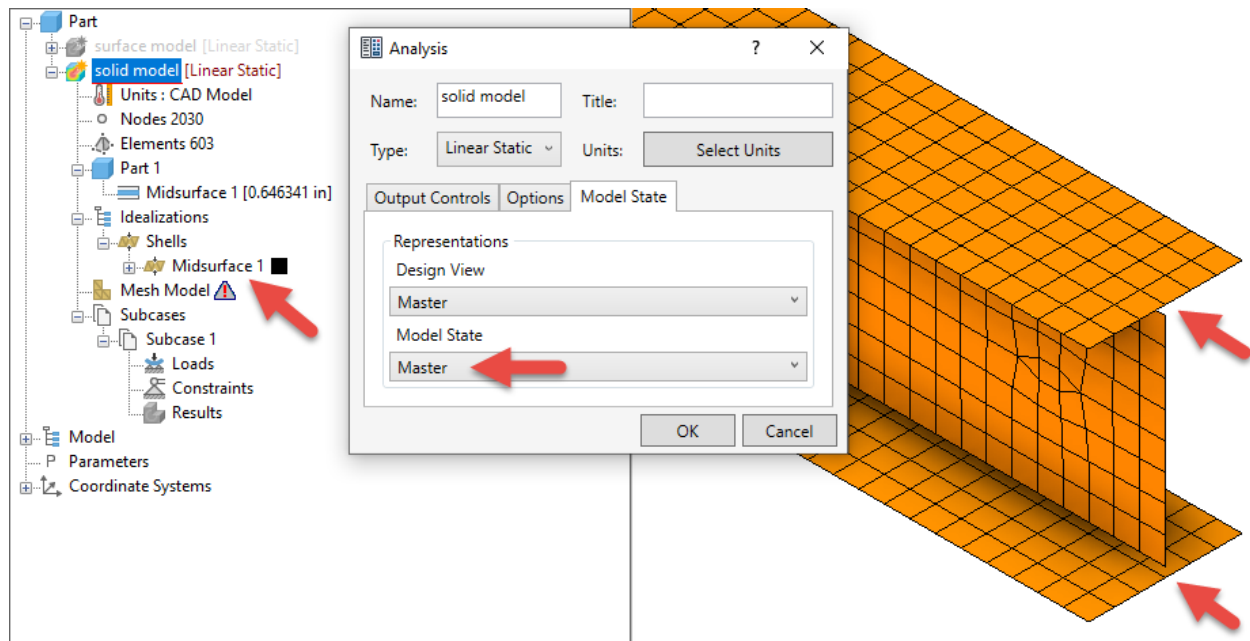 Part
surface model [Linear Static]
solid model [Linear Static]
Units : CAD Model
Nodes 2030
Elements 603
Part 1
Midsurface 1 [0.646341 in]
Idealizations
Shells
Midsurface 1
Mesh Model
Subcases
Subcase 1
Loads
Constraints
Results
Model
P Parameters
Coordinate Systems
Analysis ? ×
Name: solid model Title:
Type: Linear Static Units: Select Units
Output Controls Options Model State
Representations
Design View
Master
Model State
Master
OK Cancel